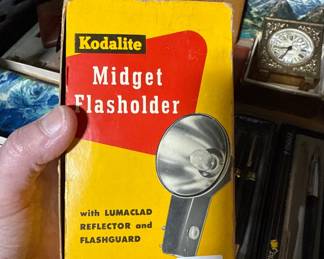 Kodalite
Midget
Flasholder
with LUMACLAD
REFLECTOR and
FLASHGUARD